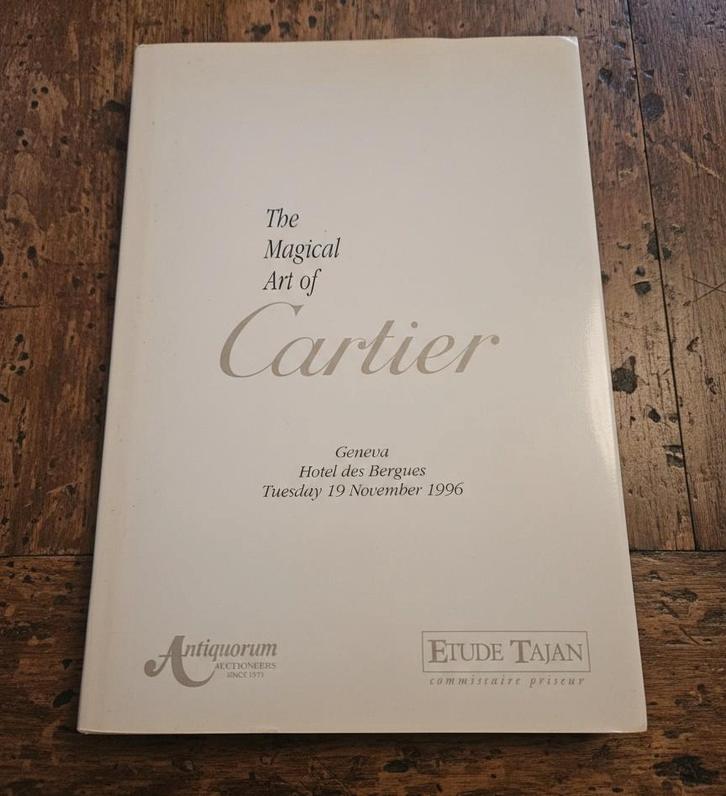 The
Magical
Art of
Cartier
Geneva
Hotel des Bergues
Tuesday 19 November 1996
Antiquorum
AUCTIONEERS
SINCE 1973
ETUDE TAJAN
commissaire priseur